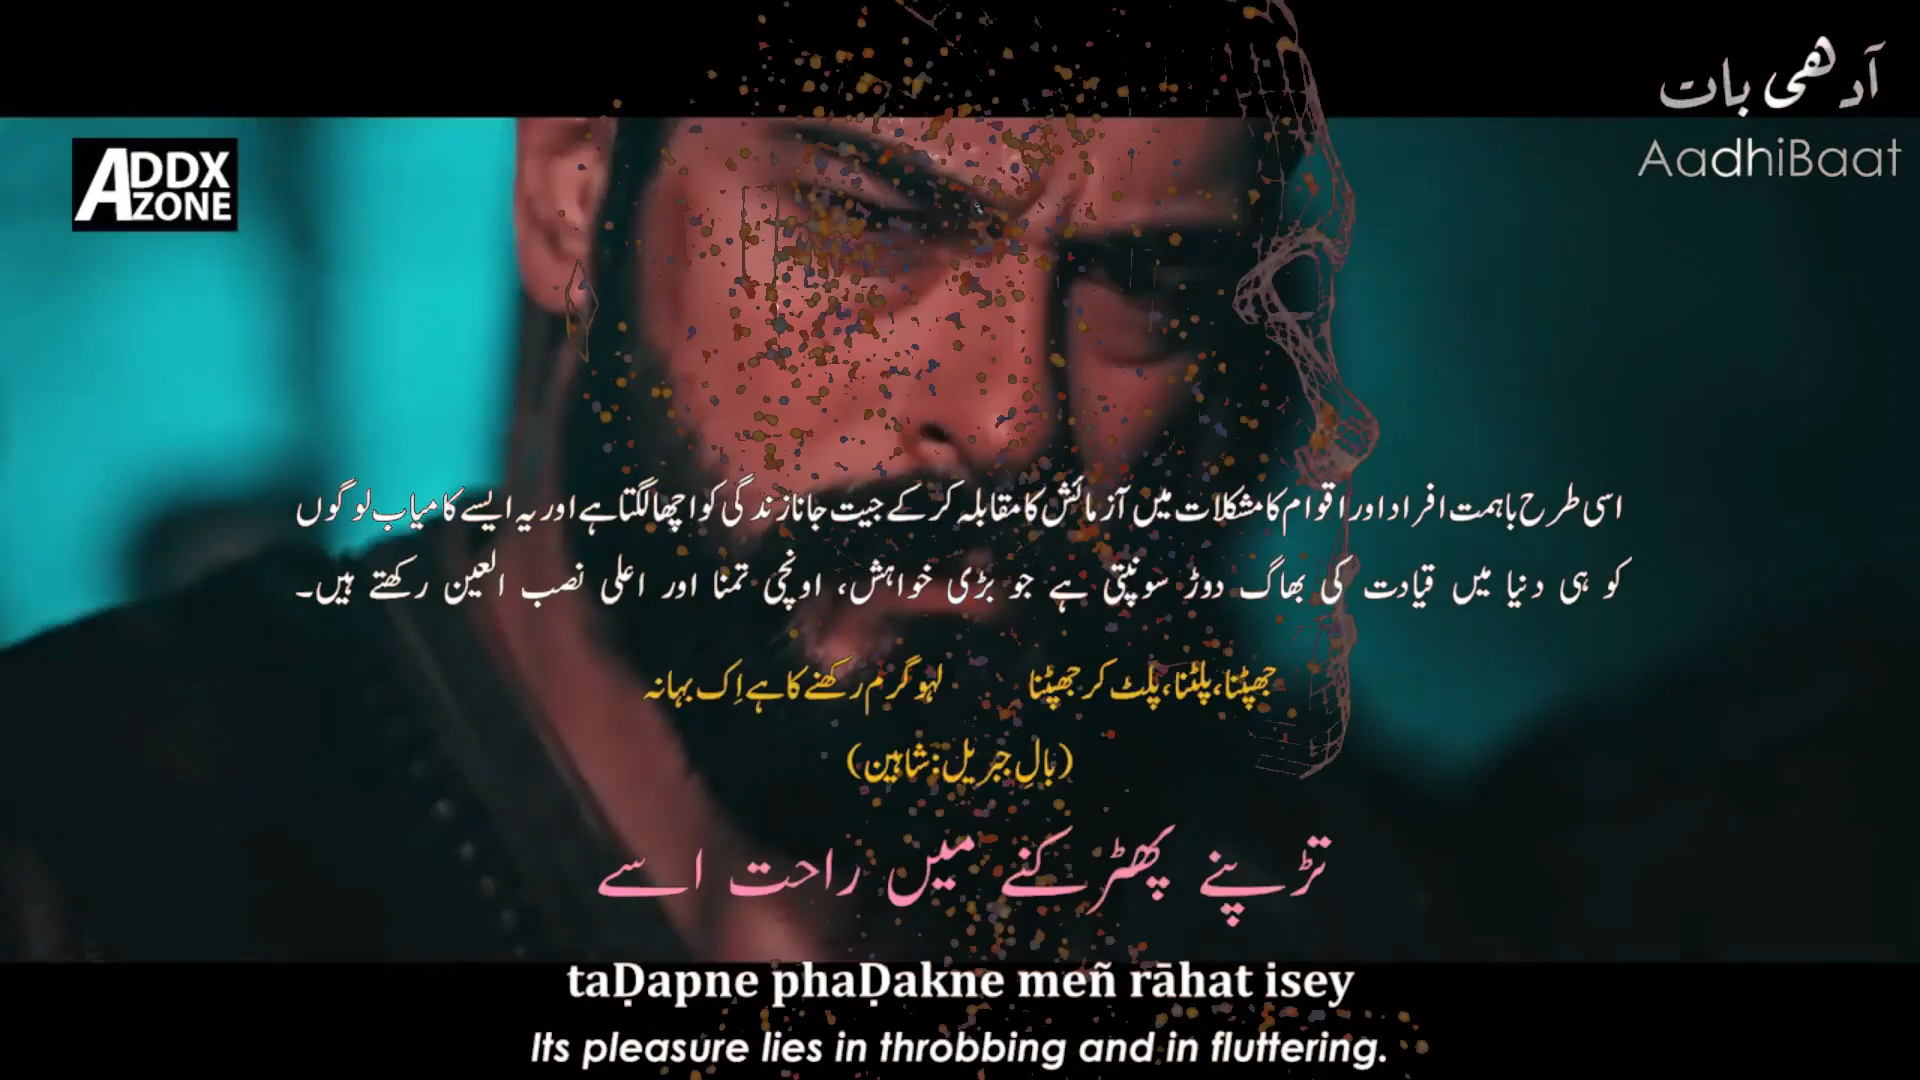 آدھی بات
AadhiBaat
ADDX
ZONE
اسی طرح باہمت افراد اور اقوام کا مشکلات میں آزمائش کا مقابلہ کر کے جیت جانا زندگی کو اچھا لگتا ہے اور یہ ایسے کامیاب لوگوں
کو ہی دنیا میں قیادت کی بھاگ دوڑ سونپتی ہے جو بڑی خواہش، اونچی تمنا اور اعلی نصب العین رکھتے ہیں۔
جھپٹنا، پلٹنا، پلٹ کر جھپٹنا لہو گرم رکھنے کا ہے اِک بہانہ
(بالِ جبریل: شاہین)
تڑپنے پھڑکنے میں راحت اسے
taḌapne phaḌakne meñ rāhat isey
Its pleasure lies in throbbing and in fluttering.